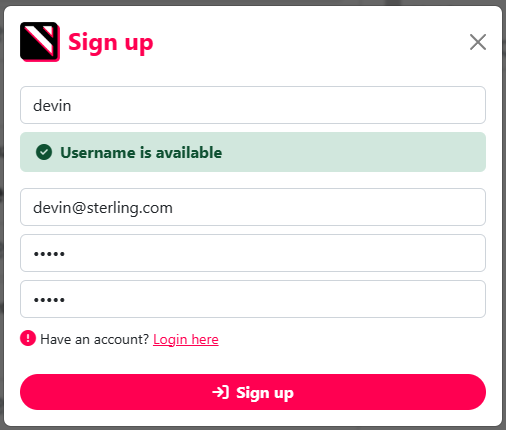 Sign up
devin
Username is available
devin@sterling.com
•••••
•••••
Have an account? Login here
Sign up